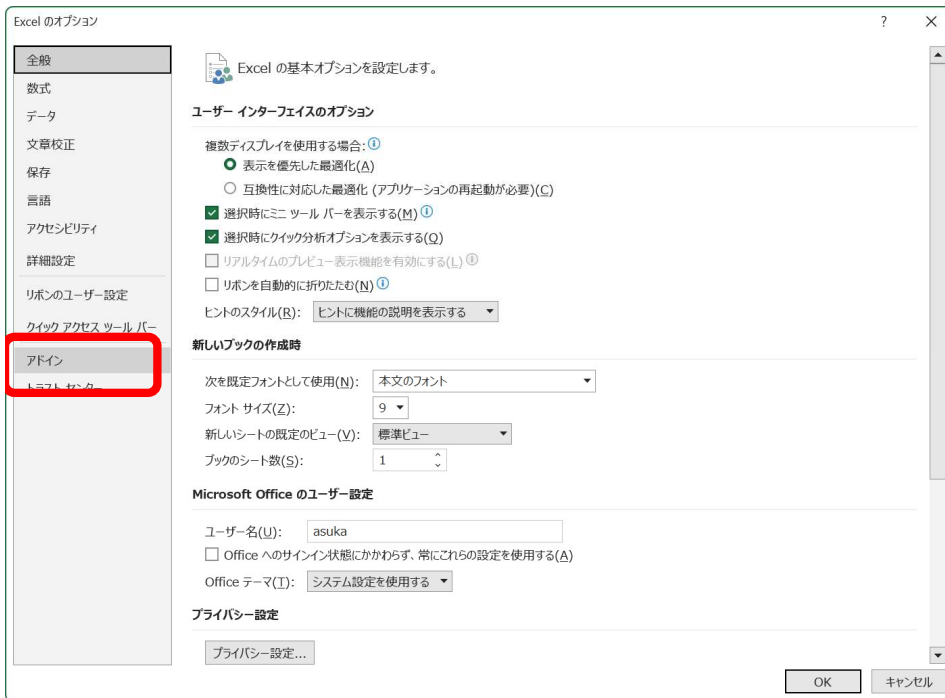 Excel のオプション
?
×
全般
数式
データ
文章校正
保存
言語
アクセシビリティ
詳細設定
リボンのユーザー設定
クイック アクセス ツール バー
アドイン
トラスト センター
Excel の基本オプションを設定します。
ユーザー インターフェイスのオプション
複数ディスプレイを使用する場合:
表示を優先した最適化(A)
互換性に対応した最適化 (アプリケーションの再起動が必要)(C)
選択時にミニ ツール バーを表示する(M)
選択時にクイック分析オプションを表示する(Q)
リアルタイムのプレビュー表示機能を有効にする(L)
リボンを自動的に折りたたむ(N)
ヒントのスタイル(R): ヒントに機能の説明を表示する
新しいブックの作成時
次を既定フォントとして使用(N): 本文のフォント
フォント サイズ(Z): 9
新しいシートの既定のビュー(V): 標準ビュー
ブックのシート数(S): 1
Microsoft Office のユーザー設定
ユーザー名(U): asuka
Office へのサインイン状態にかかわらず、常にこれらの設定を使用する(A)
Office テーマ(T): システム設定を使用する
プライバシー設定
プライバシー設定...
OK キャンセル